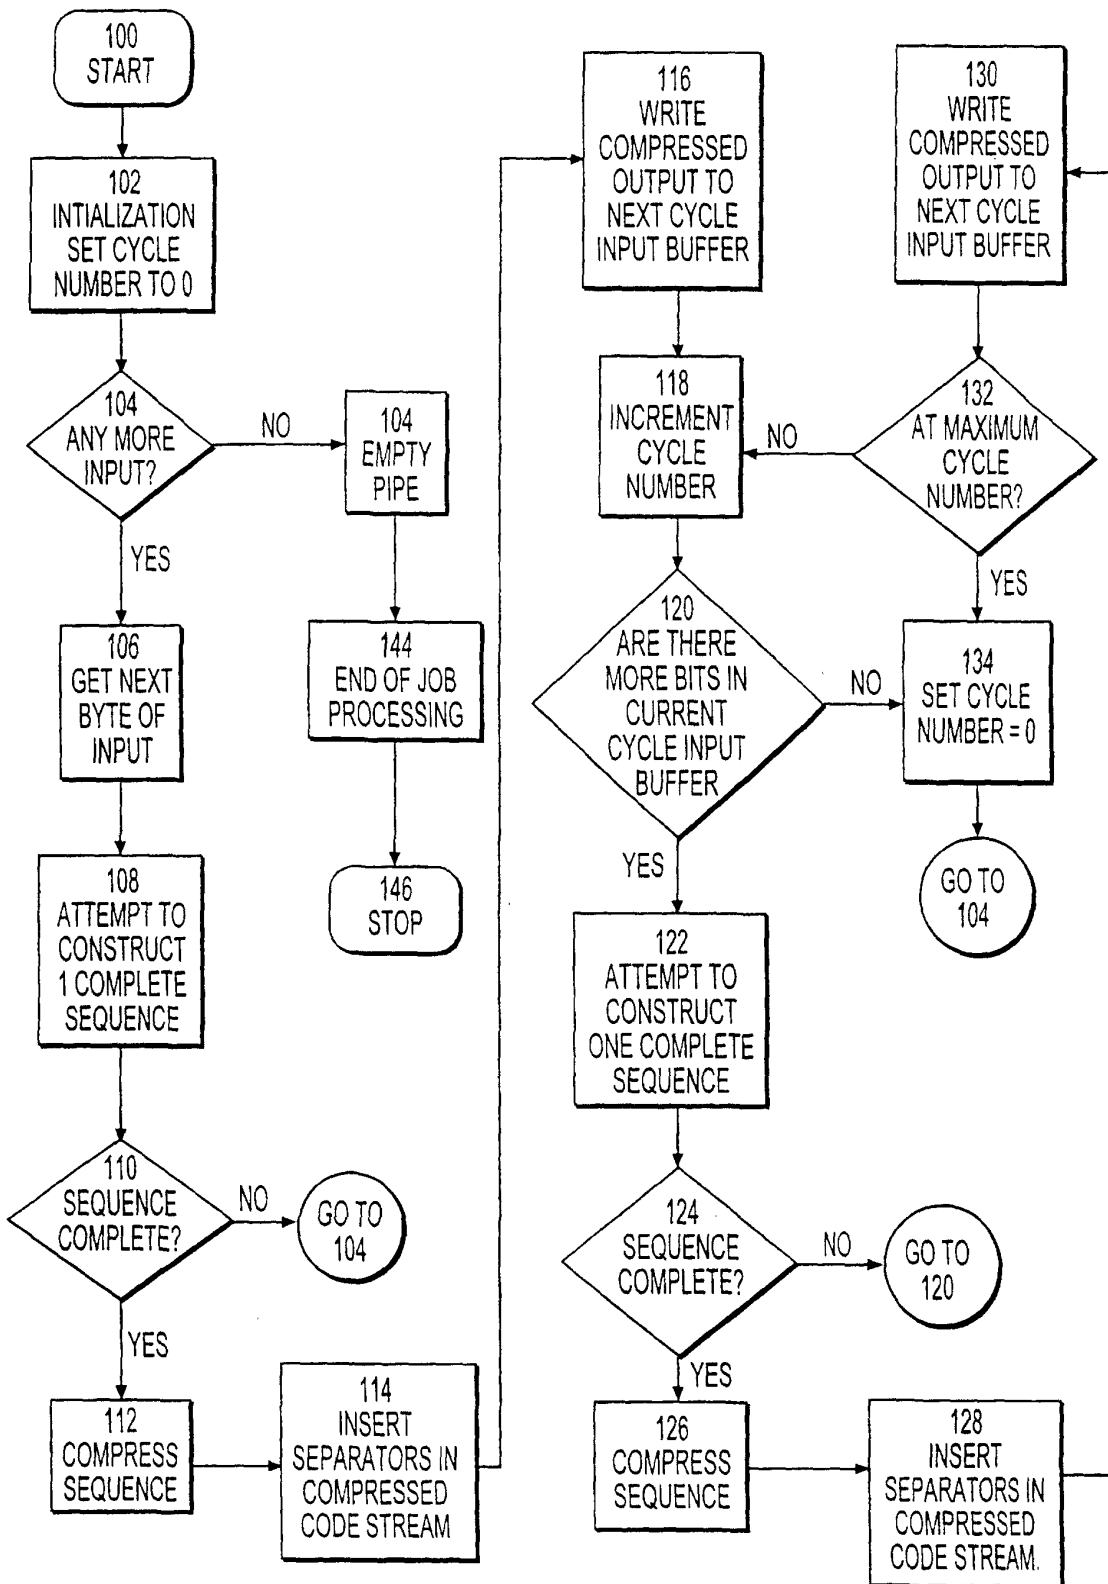 100
START
102
INTIALIZATION
SET CYCLE
NUMBER TO 0
104
ANY MORE
INPUT?
NO
104
EMPTY
PIPE
YES
106
GET NEXT
BYTE OF
INPUT
144
END OF JOB
PROCESSING
146
STOP
108
ATTEMPT TO
CONSTRUCT
1 COMPLETE
SEQUENCE
110
SEQUENCE
COMPLETE?
NO
GO TO
104
YES
112
COMPRESS
SEQUENCE
114
INSERT
SEPARATORS IN
COMPRESSED
CODE STREAM
116
WRITE
COMPRESSED
OUTPUT TO
NEXT CYCLE
INPUT BUFFER
118
INCREMENT
CYCLE
NUMBER
120
ARE THERE
MORE BITS IN
CURRENT
CYCLE INPUT
BUFFER
NO
YES
122
ATTEMPT TO
CONSTRUCT
ONE COMPLETE
SEQUENCE
124
SEQUENCE
COMPLETE?
NO
GO TO
120
YES
126
COMPRESS
SEQUENCE
128
INSERT
SEPARATORS IN
COMPRESSED
CODE STREAM.
130
WRITE
COMPRESSED
OUTPUT TO
NEXT CYCLE
INPUT BUFFER
132
AT MAXIMUM
CYCLE
NUMBER?
NO
YES
134
SET CYCLE
NUMBER = 0
GO TO
104